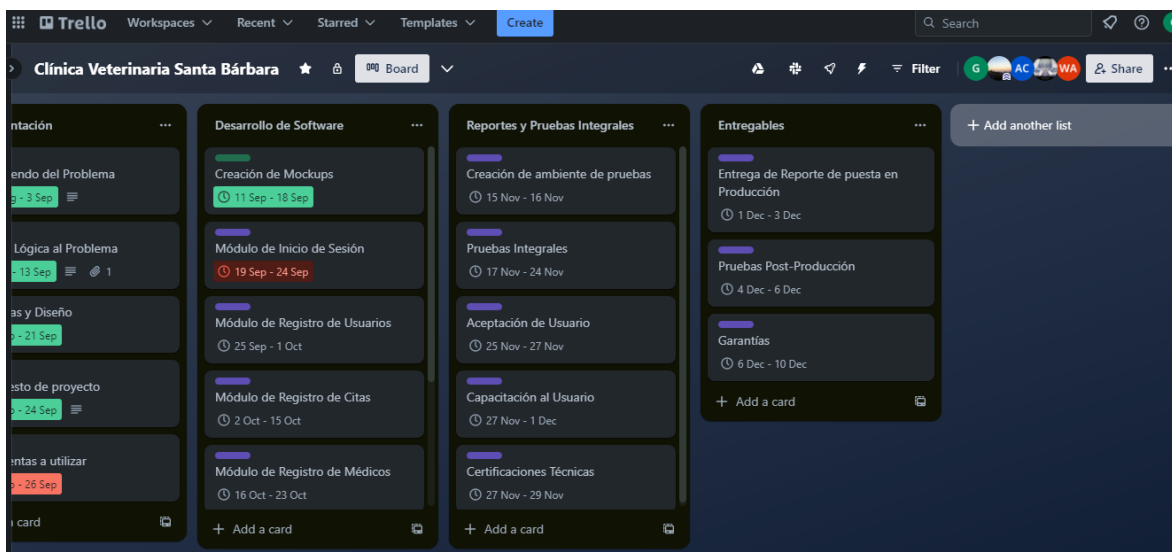 Trello Workspaces Recent Starred Templates Create Search
Clínica Veterinaria Santa Bárbara Board Filter G AC WA Share
ntación
endo del Problema
- 3 Sep
Lógica al Problema
- 13 Sep 1
as y Diseño
- 21 Sep
esto de proyecto
- 24 Sep
entas a utilizar
- 26 Sep
card
Desarrollo de Software
Creación de Mockups
11 Sep - 18 Sep
Módulo de Inicio de Sesión
19 Sep - 24 Sep
Módulo de Registro de Usuarios
25 Sep - 1 Oct
Módulo de Registro de Citas
2 Oct - 15 Oct
Módulo de Registro de Médicos
16 Oct - 23 Oct
+ Add a card
Reportes y Pruebas Integrales
Creación de ambiente de pruebas
15 Nov - 16 Nov
Pruebas Integrales
17 Nov - 24 Nov
Aceptación de Usuario
25 Nov - 27 Nov
Capacitación al Usuario
27 Nov - 1 Dec
Certificaciones Técnicas
27 Nov - 29 Nov
+ Add a card
Entregables
Entrega de Reporte de puesta en
Producción
1 Dec - 3 Dec
Pruebas Post-Producción
4 Dec - 6 Dec
Garantías
6 Dec - 10 Dec
+ Add a card
+ Add another list